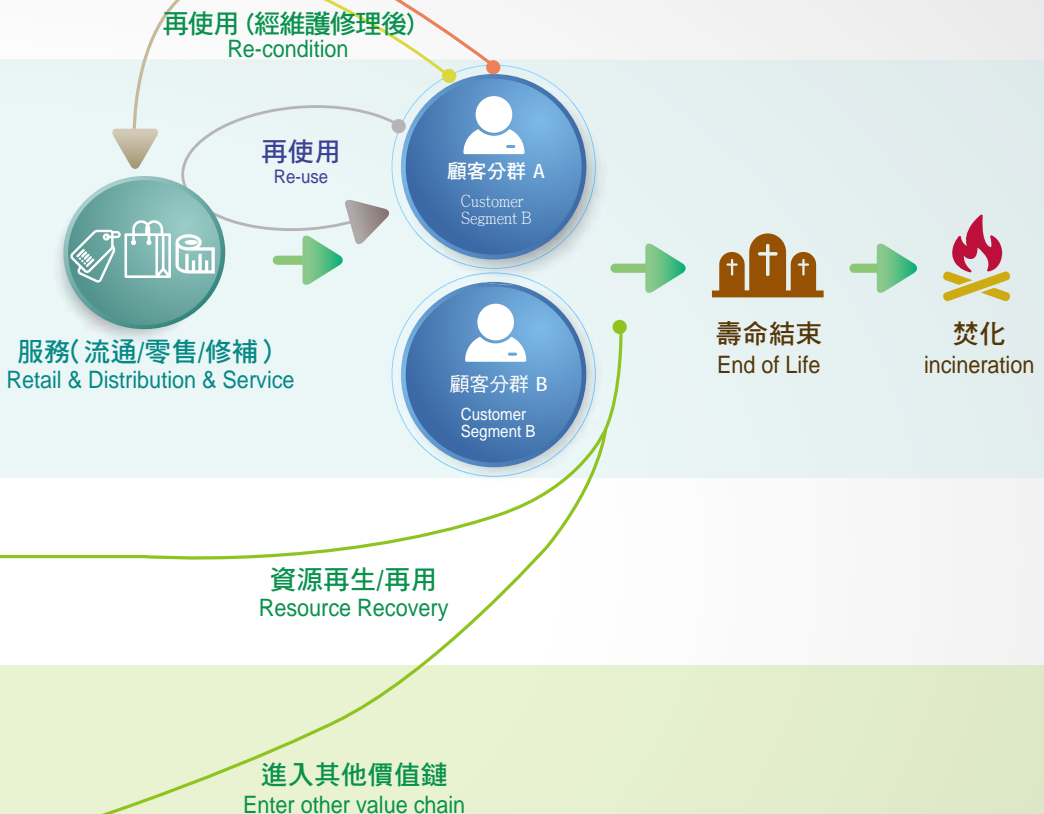 再使用（經維護修理後）
Re-condition
再使用
Re-use
顧客分群 A
Customer
Segment B
服務（流通/零售/修補）
Retail & Distribution & Service
顧客分群 B
Customer
Segment B
壽命結束
End of Life
焚化
incineration
資源再生/再用
Resource Recovery
進入其他價值鏈
Enter other value chain